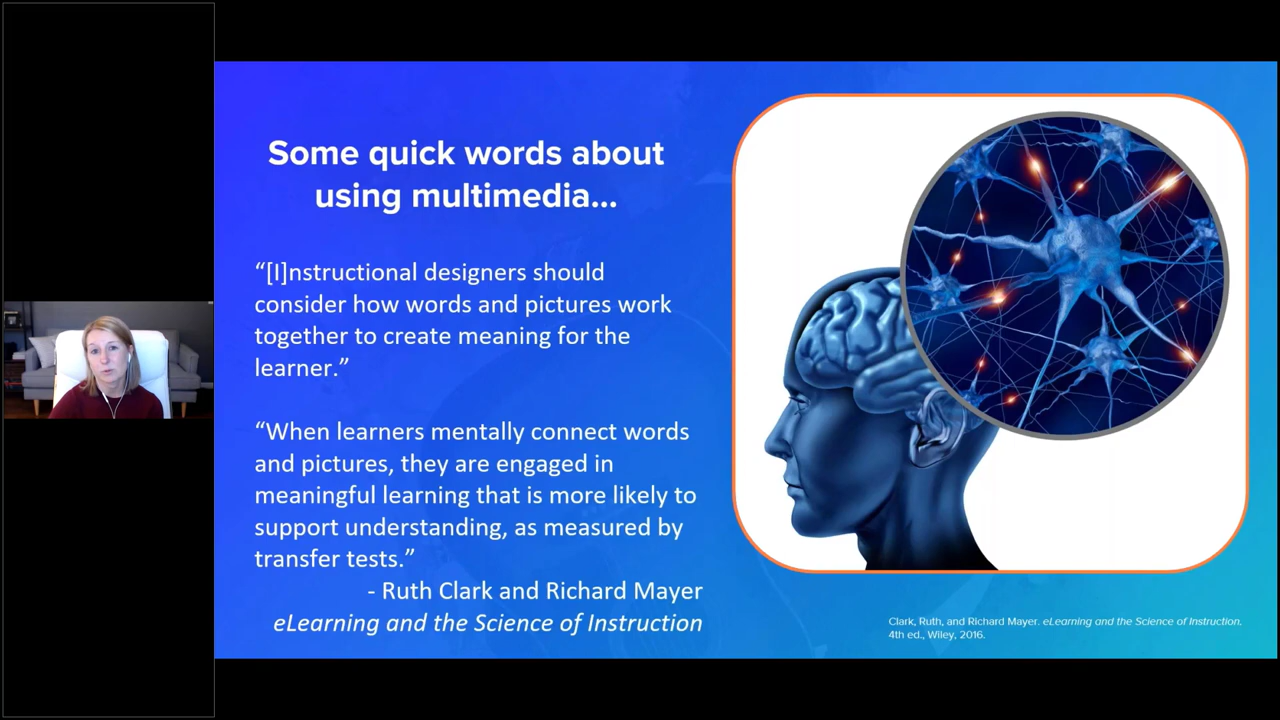 Some quick words about
using multimedia...
“[I]nstructional designers should
consider how words and pictures work
together to create meaning for the
learner.”
“When learners mentally connect words
and pictures, they are engaged in
meaningful learning that is more likely to
support understanding, as measured by
transfer tests.”
- Ruth Clark and Richard Mayer
eLearning and the Science of Instruction
Clark, Ruth, and Richard Mayer. eLearning and the Science of Instruction,
4th ed., Wiley, 2016.